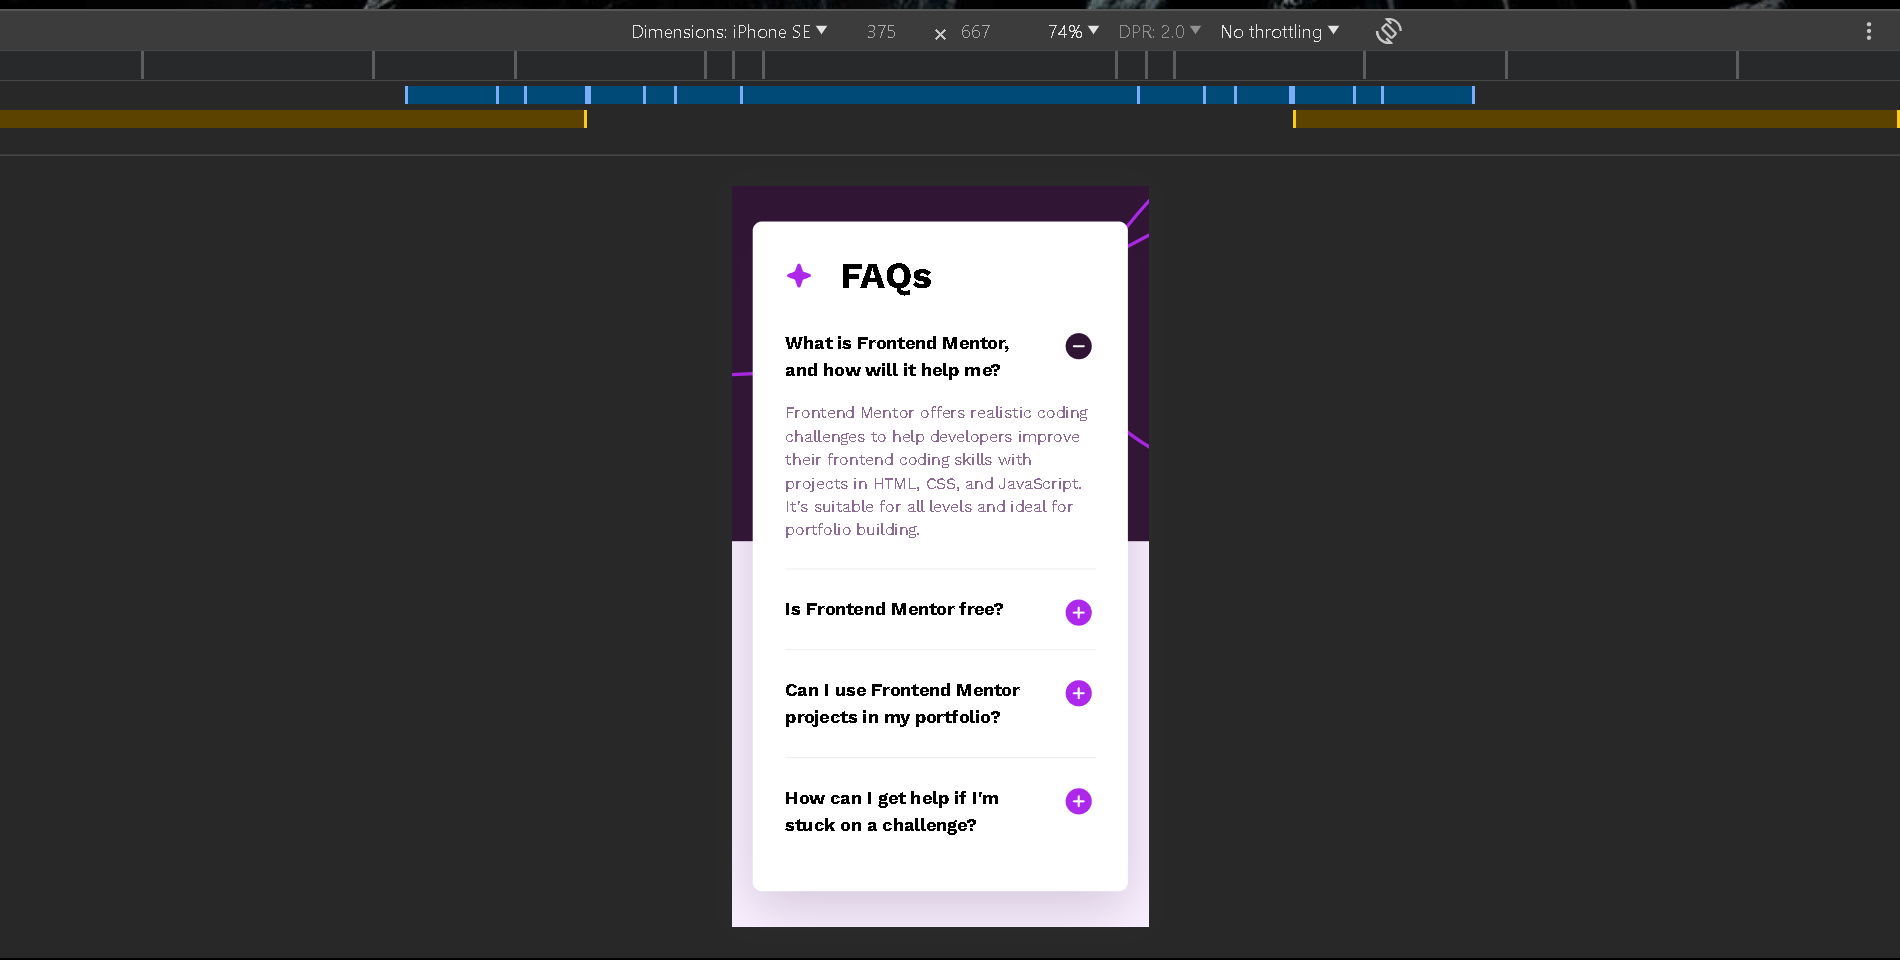 Dimensions: iPhone SE 375 × 667 74% DPR: 2.0 No throttling
FAQs
What is Frontend Mentor,
and how will it help me?
Frontend Mentor offers realistic coding
challenges to help developers improve
their frontend coding skills with
projects in HTML, CSS, and JavaScript.
It's suitable for all levels and ideal for
portfolio building.
Is Frontend Mentor free?
Can I use Frontend Mentor
projects in my portfolio?
How can I get help if I'm
stuck on a challenge?